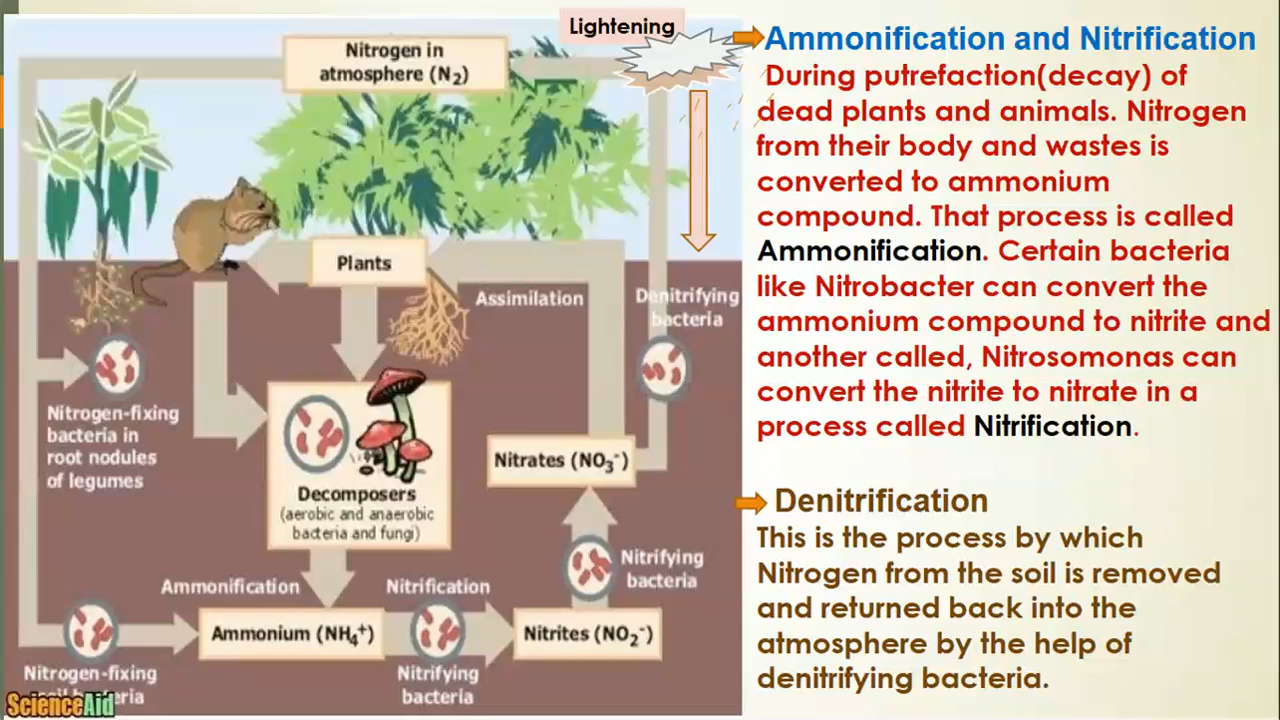 Lightening
Nitrogen in
atmosphere (N₂)
Plants
Assimilation
Denitrifying
bacteria
Nitrogen-fixing
bacteria in
root nodules
of legumes
Decomposers
(aerobic and anaerobic
bacteria and fungi)
Nitrates (NO₃⁻)
Nitrifying
bacteria
Ammonification
Nitrification
Ammonium (NH₄⁺)
Nitrites (NO₂⁻)
Nitrogen-fixing
soil bacteria
Nitrifying
bacteria
ScienceAid
Ammonification and Nitrification
During putrefaction(decay) of
dead plants and animals. Nitrogen
from their body and wastes is
converted to ammonium
compound. That process is called
Ammonification. Certain bacteria
like Nitrobacter can convert the
ammonium compound to nitrite and
another called, Nitrosomonas can
convert the nitrite to nitrate in a
process called Nitrification.
Denitrification
This is the process by which
Nitrogen from the soil is removed
and returned back into the
atmosphere by the help of
denitrifying bacteria.